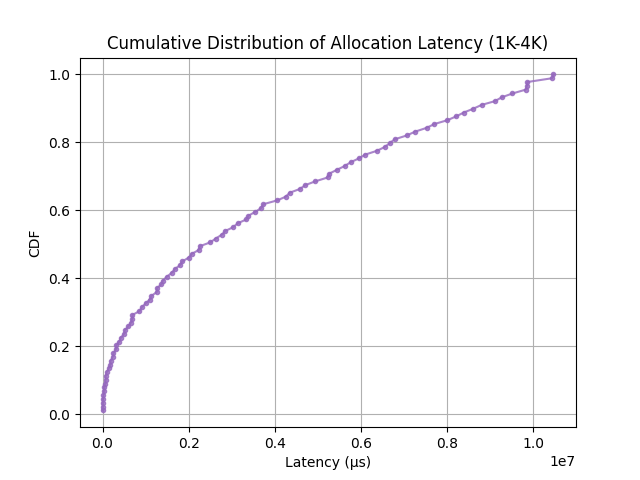 Cumulative Distribution of Allocation Latency (1K-4K)
1.0
0.8
0.6
CDF
0.4
0.2
0.0
0.0 0.2 0.4 0.6 0.8 1.0
1e7
Latency (µs)